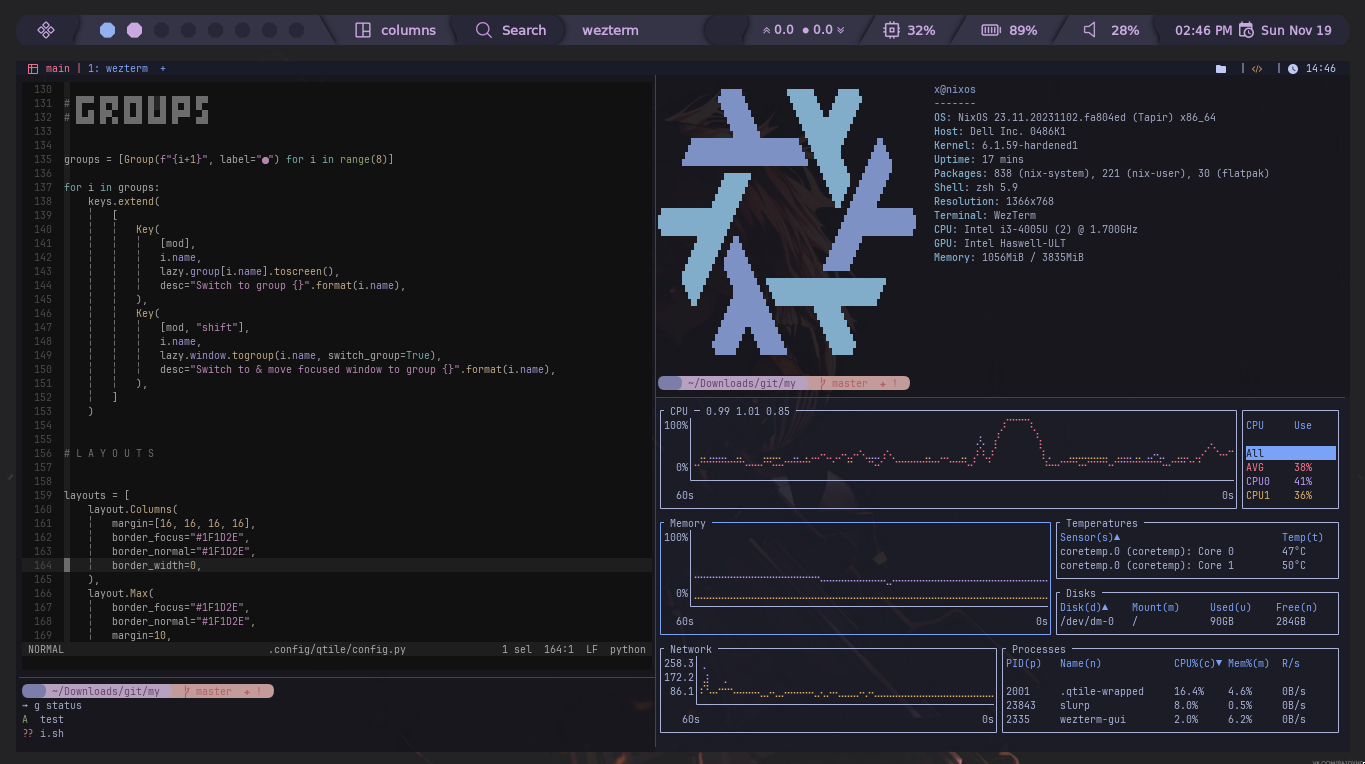 columns
Search
wezterm
0.0 0.0
32%
89%
28%
02:46 PM
Sun Nov 19
main | 1: wezterm +
| </> | 14:46
130
131 #
132 #
GROUPS
133
134
135 groups = [Group(f"{i+1}", label="●") for i in range(8)]
136
137 for i in groups:
138 keys.extend(
139 [
140 Key(
141 [mod],
142 i.name,
143 lazy.group[i.name].toscreen(),
144 desc="Switch to group {}".format(i.name),
145 ),
146 Key(
147 [mod, "shift"],
148 i.name,
149 lazy.window.togroup(i.name, switch_group=True),
150 desc="Switch to & move focused window to group {}".format(i.name),
151 ),
152 ]
153 )
154
155
156 # L A Y O U T S
157
158
159 layouts = [
160 layout.Columns(
161 margin=[16, 16, 16, 16],
162 border_focus="#1F1D2E",
163 border_normal="#1F1D2E",
164 border_width=0,
165 ),
166 layout.Max(
167 border_focus="#1F1D2E",
168 border_normal="#1F1D2E",
169 margin=10,
NORMAL .config/qtile/config.py 1 sel 164:1 LF python
~/Downloads/git/my master + !
→ g status
A test
?? i.sh
x@nixos
-------
OS: NixOS 23.11.20231102.fa804ed (Tapir) x86_64
Host: Dell Inc. 0486K1
Kernel: 6.1.59-hardened1
Uptime: 17 mins
Packages: 838 (nix-system), 221 (nix-user), 30 (flatpak)
Shell: zsh 5.9
Resolution: 1366x768
Terminal: WezTerm
CPU: Intel i3-4005U (2) @ 1.700GHz
GPU: Intel Haswell-ULT
Memory: 1056MiB / 3835MiB
~/Downloads/git/my master + !
CPU — 0.99 1.01 0.85
100%
0%
60s 0s
CPU Use
All
AVG 38%
CPU0 41%
CPU1 36%
Memory
100%
0%
60s 0s
Temperatures
Sensor(s)▲ Temp(t)
coretemp.0 (coretemp): Core 0 47°C
coretemp.0 (coretemp): Core 1 50°C
Disks
Disk(d)▲ Mount(m) Used(u) Free(n)
/dev/dm-0 / 90GB 284GB
Network
258.3
172.2
86.1
60s 0s
Processes
PID(p) Name(n) CPU%(c)▼ Mem%(m) R/s
2001 .qtile-wrapped 16.4% 4.6% 0B/s
23843 slurp 8.0% 0.5% 0B/s
2335 wezterm-gui 2.0% 6.2% 0B/s